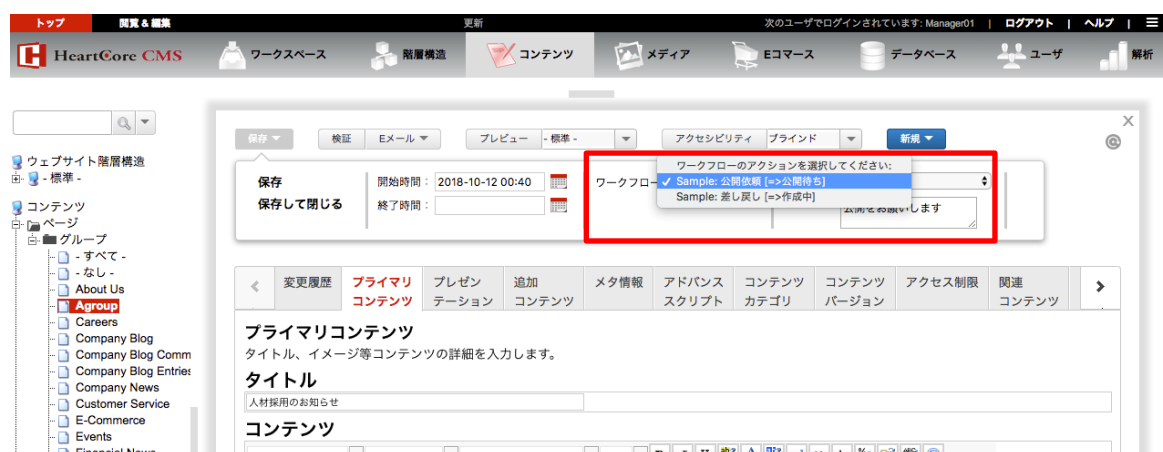 トップ 閲覧 & 編集 更新 次のユーザでログインされています: Manager01 | ログアウト | ヘルプ |
HeartCore CMS ワークスペース 階層構造 コンテンツ メディア Eコマース データベース ユーザ 解析
X
保存 検証 Eメール プレビュー - 標準 - アクセシビリティ ブラインド 新規
ウェブサイト階層構造
- 標準 -
コンテンツ
ページ
グループ
- すべて -
- なし -
About Us
Agroup
Careers
Company Blog
Company Blog Comm
Company Blog Entries
Company News
Customer Service
E-Commerce
Events
Financial News
保存
保存して閉じる
開始時間 : 2018-10-12 00:40
終了時間 :
ワークフロー
ワークフローのアクションを選択してください:
✓ Sample: 公開依頼 [=>公開待ち]
Sample: 差し戻し [=>作成中]
公開をお願いします
変更履歴
プライマリ
コンテンツ
プレゼン
テーション
追加
コンテンツ
メタ情報
アドバンス
スクリプト
コンテンツ
カテゴリ
コンテンツ
バージョン
アクセス制限
関連
コンテンツ
プライマリコンテンツ
タイトル、イメージ等コンテンツの詳細を入力します。
タイトル
人材採用のお知らせ
コンテンツ